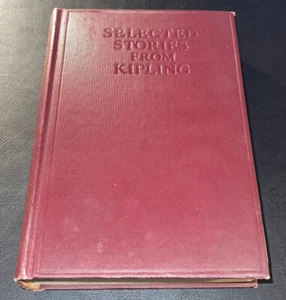 SELECTED
STORIES
FROM
KIPLING